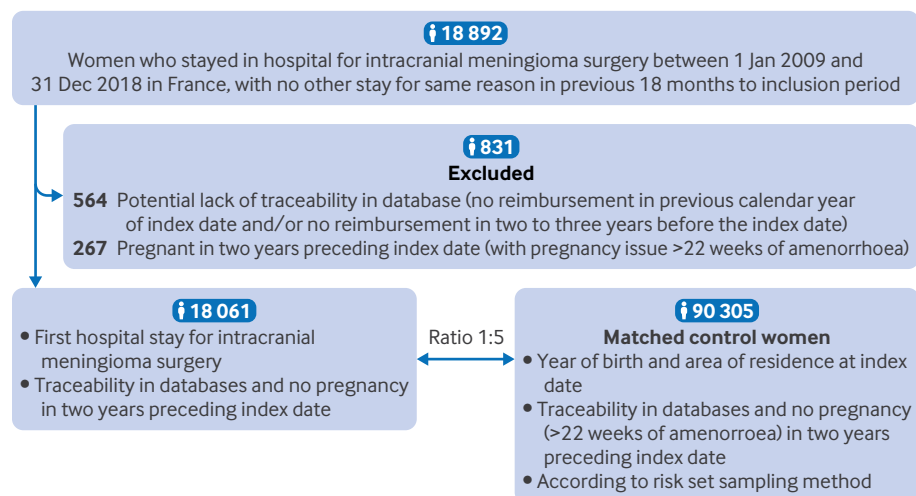 18 892
Women who stayed in hospital for intracranial meningioma surgery between 1 Jan 2009 and
31 Dec 2018 in France, with no other stay for same reason in previous 18 months to inclusion period
831
Excluded
564 Potential lack of traceability in database (no reimbursement in previous calendar year
of index date and/or no reimbursement in two to three years before the index date)
267 Pregnant in two years preceding index date (with pregnancy issue >22 weeks of amenorrhoea)
18 061
• First hospital stay for intracranial
meningioma surgery
• Traceability in databases and no pregnancy
in two years preceding index date
Ratio 1:5
90 305
Matched control women
• Year of birth and area of residence at index
date
• Traceability in databases and no pregnancy
(>22 weeks of amenorroea) in two years
preceding index date
• According to risk set sampling method